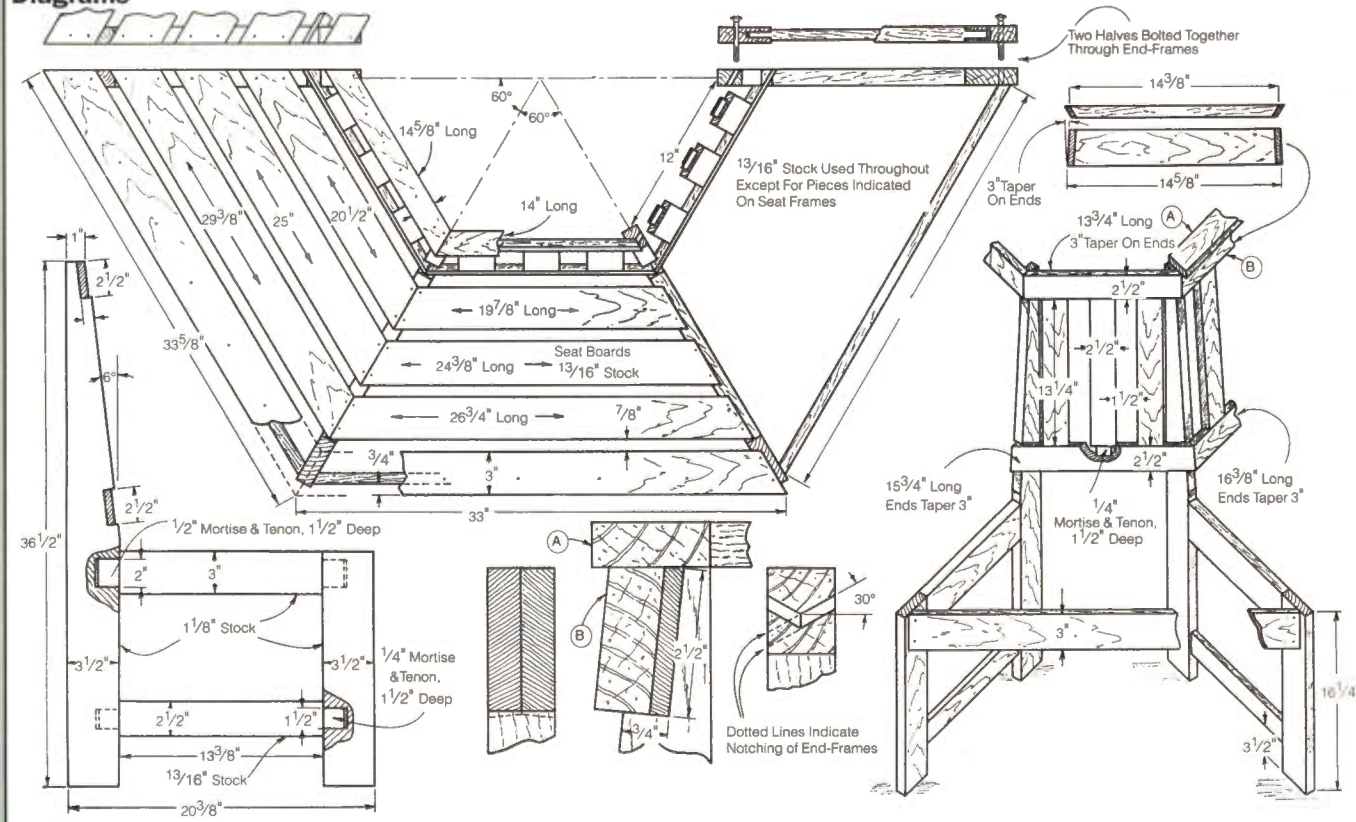 Diagrams
Two Halves Bolted Together
Through End-Frames
60°
60°
14 5/8" Long
12"
14 3/8"
14 5/8"
3" Taper
On Ends
13/16" Stock Used Throughout
Except For Pieces Indicated
On Seat Frames
29 3/8"
25"
20 1/2"
14" Long
33 5/8"
19 7/8" Long
24 3/8" Long
Seat Boards
13/16" Stock
26 3/4" Long
7/8"
3/4"
3"
33"
1"
2 1/2"
6°
2 1/2"
36 1/2"
1/2" Mortise & Tenon, 1 1/2" Deep
2"
3"
1 1/8" Stock
3 1/2"
3 1/2"
1/4" Mortise
& Tenon,
1 1/2" Deep
2 1/2"
1 1/2"
13 3/8"
13/16" Stock
20 3/8"
A
B
2 1/2"
3/4"
30°
Dotted Lines Indicate
Notching of End-Frames
13 3/4" Long
3" Taper On Ends
A
B
2 1/2"
2 1/2"
13 1/4"
1 1/2"
2 1/2"
15 3/4" Long
Ends Taper 3"
1/4"
Mortise & Tenon,
1 1/2" Deep
16 3/8" Long
Ends Taper 3"
3"
16 1/4
3 1/2"